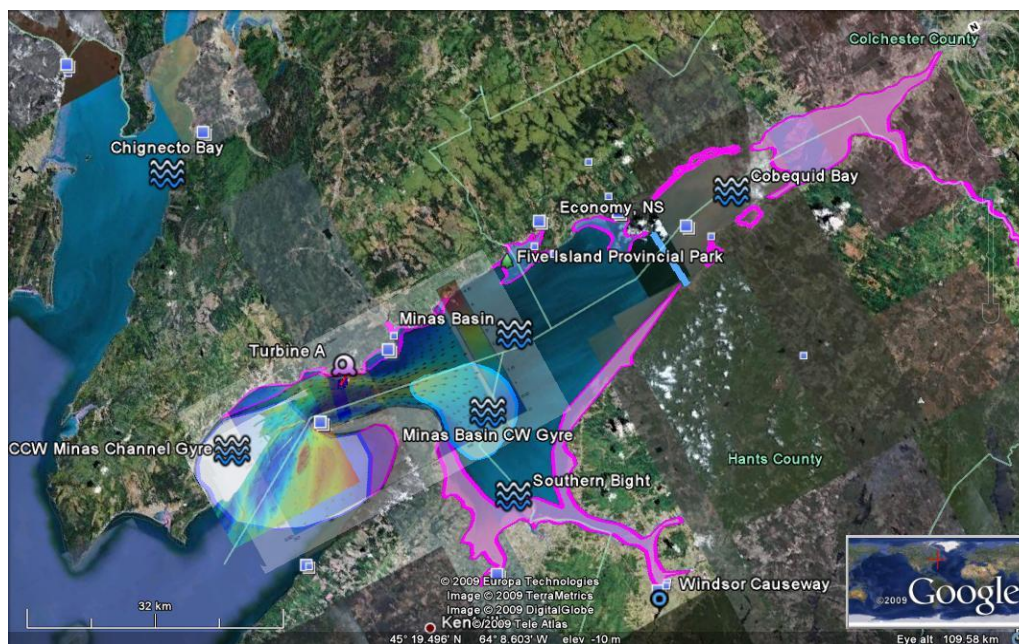 N
Colchester County
Chignecto Bay
Cobequid Bay
Economy, NS
Five Island Provincial Park
Minas Basin
Turbine A
Minas Basin CW Gyre
CCW Minas Channel Gyre
Hants County
Southern Bight
Windsor Causeway
© 2009 Europa Technologies
Image © 2009 TerraMetrics
Image © 2009 DigitalGlobe
© 2009 Tele Atlas
32 km
©2009 Google
45° 19.496' N 64° 8.603' W elev -10 m
Eye alt 109.58 km